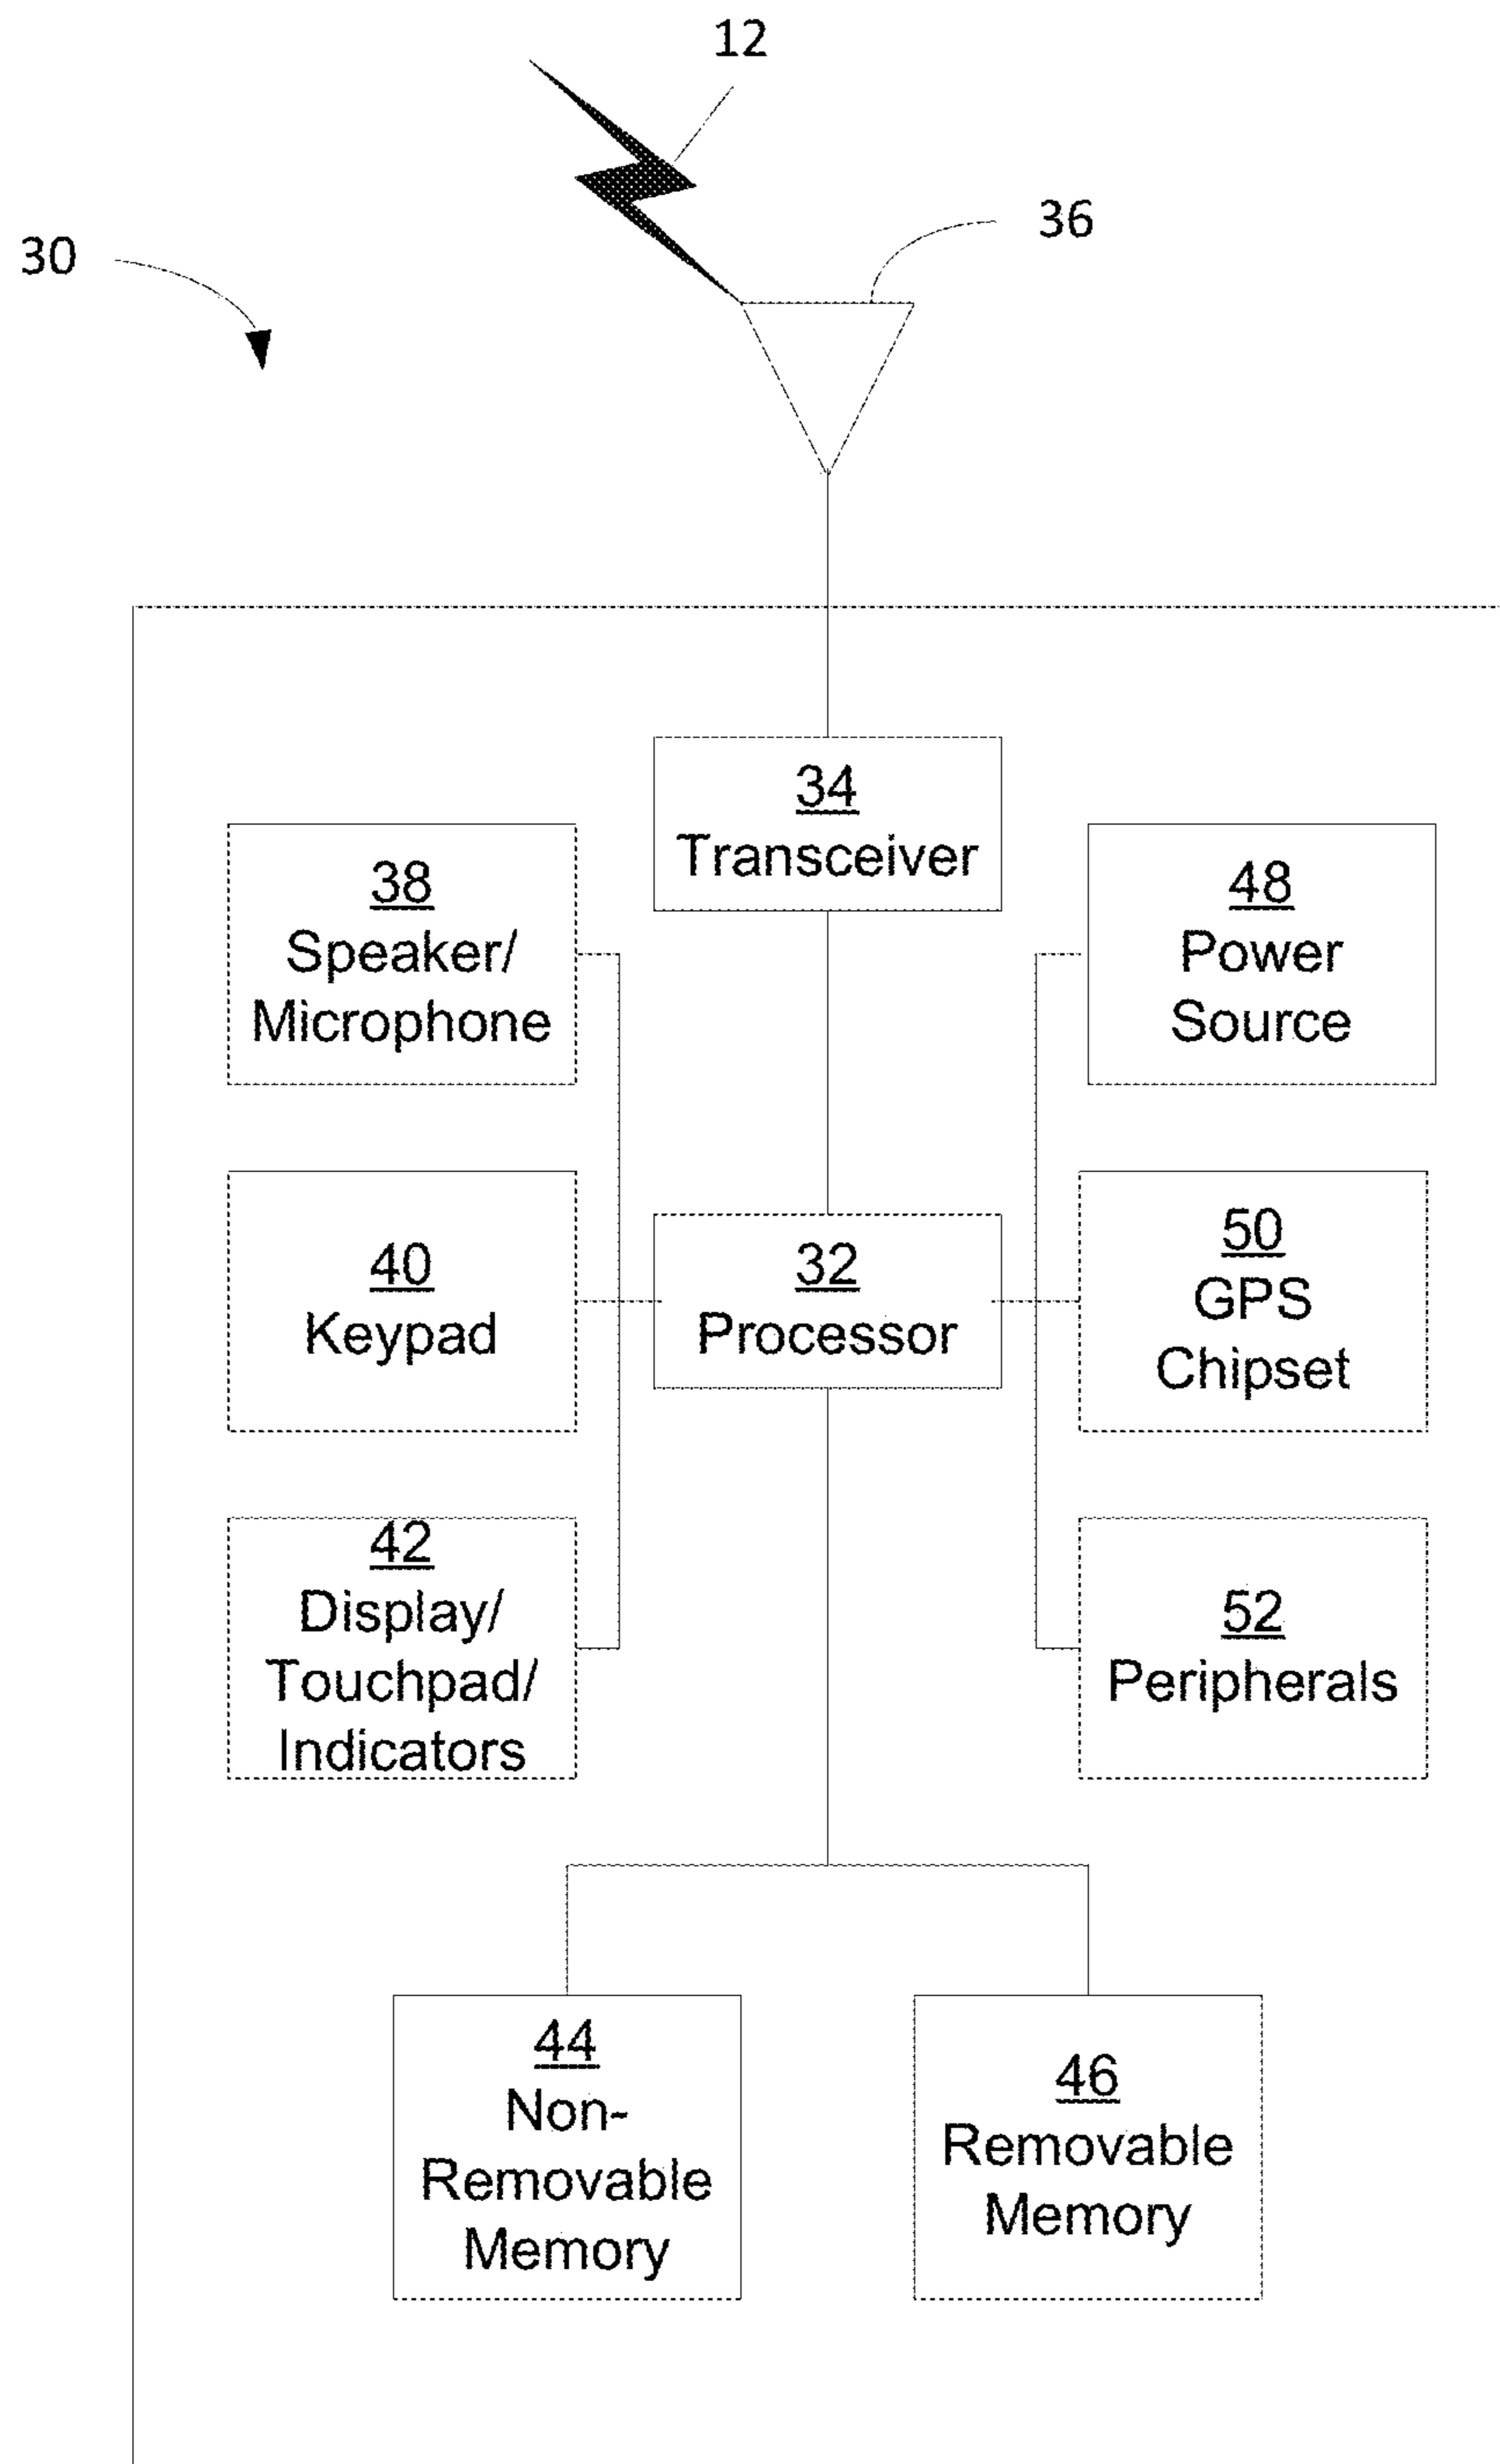 12
36
30
34
Transceiver
38
Speaker/
Microphone
48
Power
Source
40
Keypad
32
Processor
50
GPS
Chipset
42
Display/
Touchpad/
Indicators
52
Peripherals
44
Non-
Removable
Memory
46
Removable
Memory